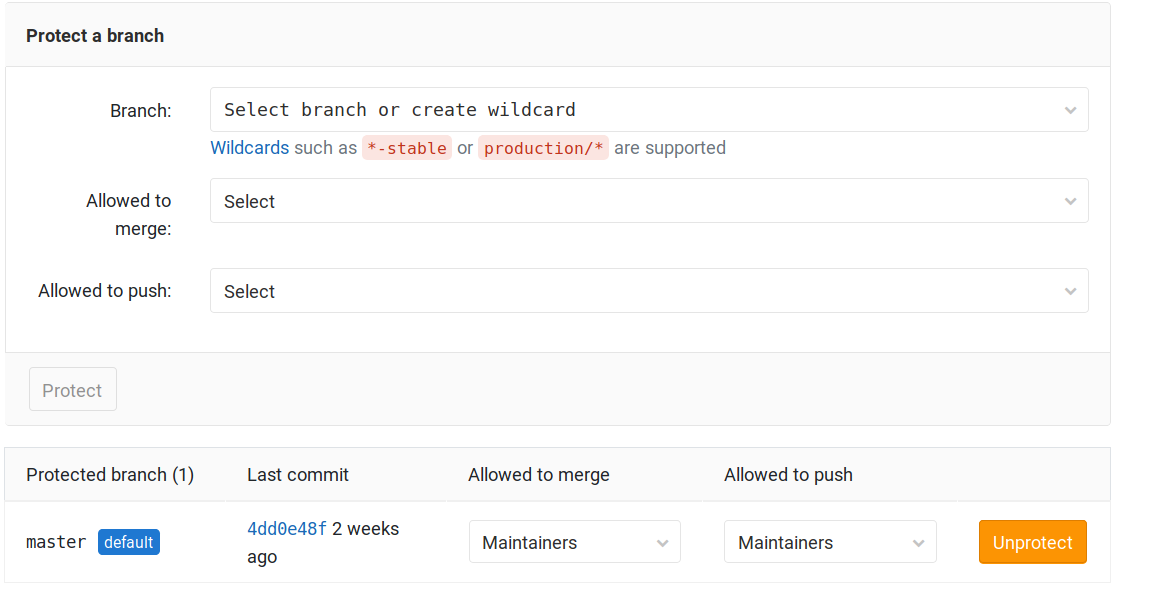 Protect a branch
Branch:
Select branch or create wildcard
Wildcards such as *-stable or production/* are supported
Allowed to
merge:
Select
Allowed to push:
Select
Protect
Protected branch (1) Last commit Allowed to merge Allowed to push
master default 4dd0e48f 2 weeks ago Maintainers Maintainers Unprotect